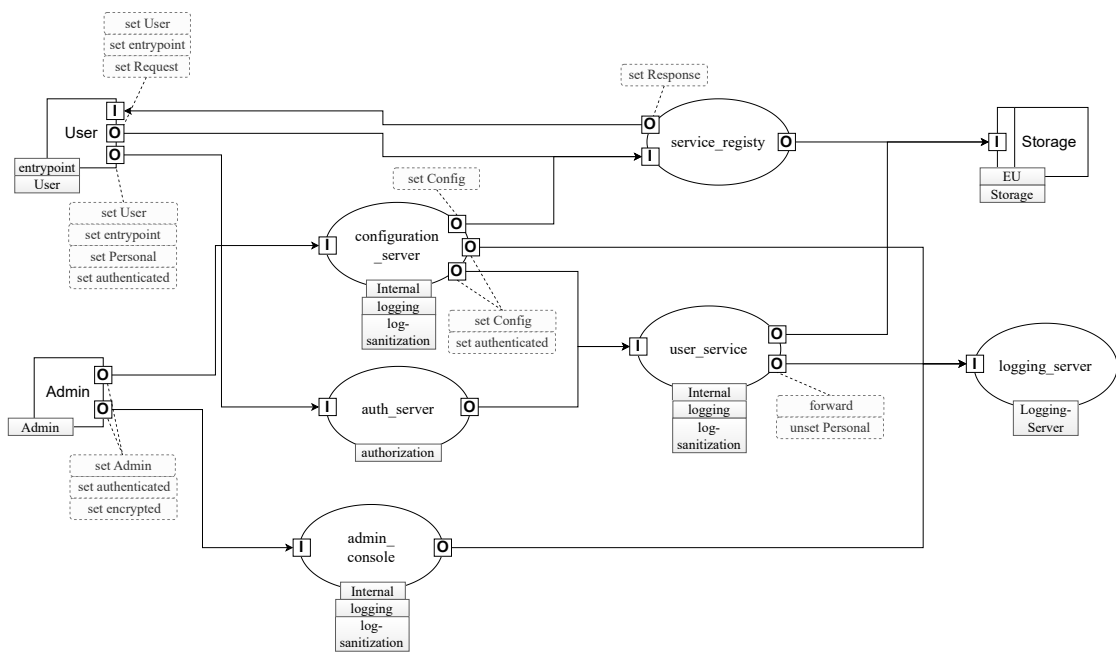 set User
set entrypoint
set Request
set Response
I
User
O
O
entrypoint
User
O
service_registy
O
I
I
Storage
EU
Storage
set Config
set User
set entrypoint
set Personal
set authenticated
I
configuration
_server
O
O
O
Internal
logging
log-
sanitization
set Config
set authenticated
Admin
O
O
Admin
I
auth_server
O
authorization
I
user_service
O
O
Internal
logging
log-
sanitization
forward
unset Personal
I
logging_server
Logging-
Server
set Admin
set authenticated
set encrypted
I
admin_
console
O
Internal
logging
log-
sanitization